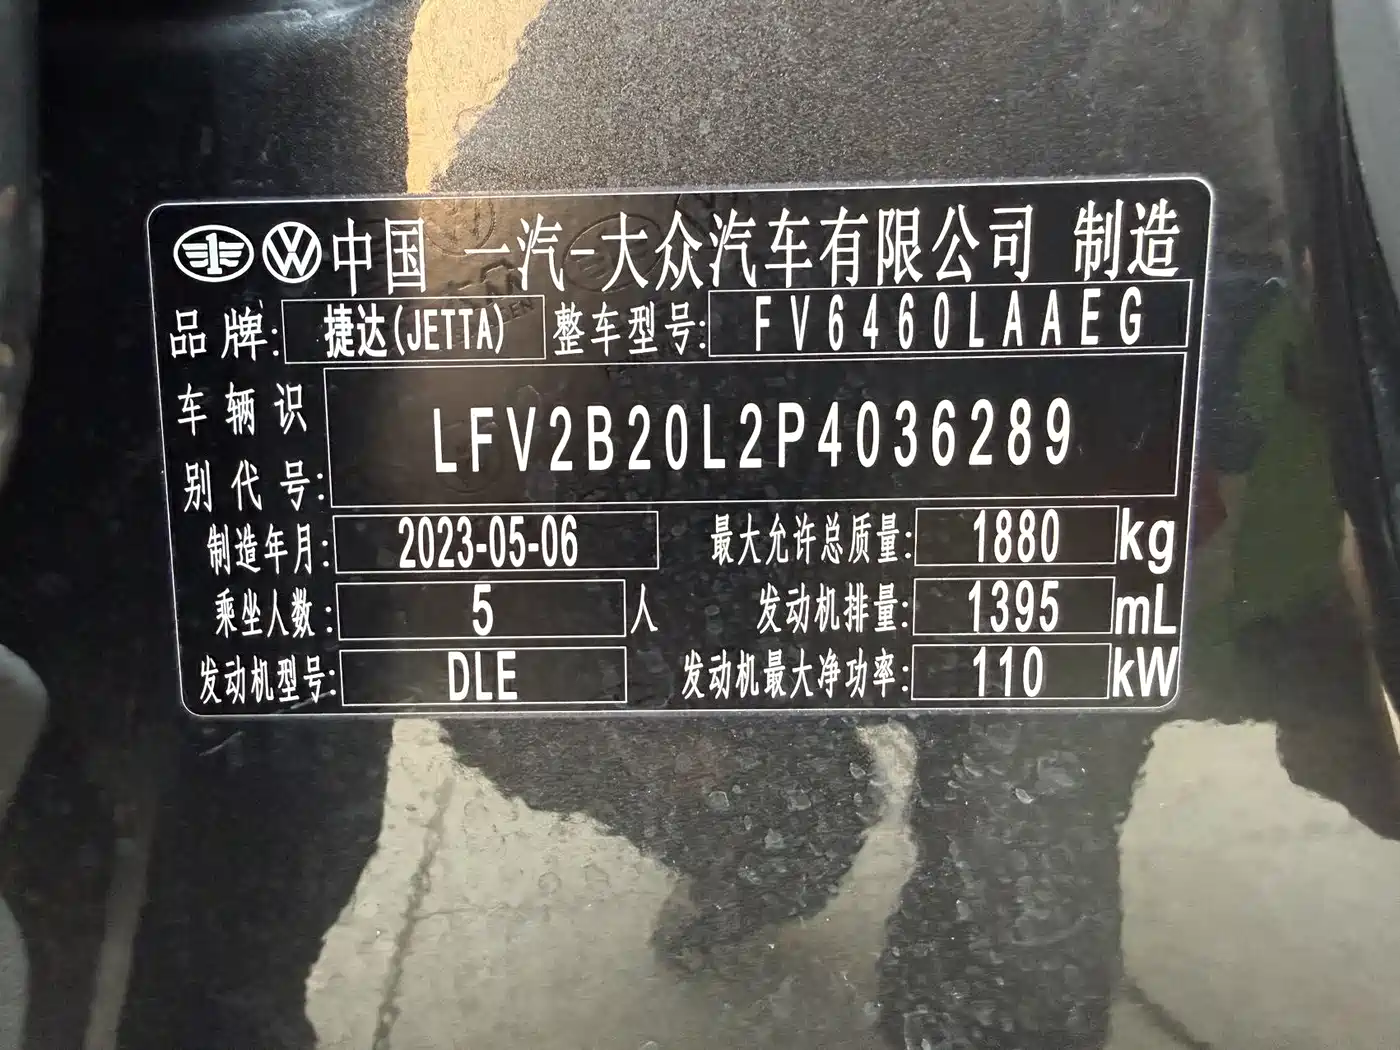 中国 一汽-大众汽车有限公司 制造
品牌: 捷达(JETTA) 整车型号: FV6460LAAEG
车辆识别代号: LFV2B20L2P4036289
制造年月: 2023-05-06 最大允许总质量: 1880 kg
乘坐人数: 5 人 发动机排量: 1395 mL
发动机型号: DLE 发动机最大净功率: 110 kW